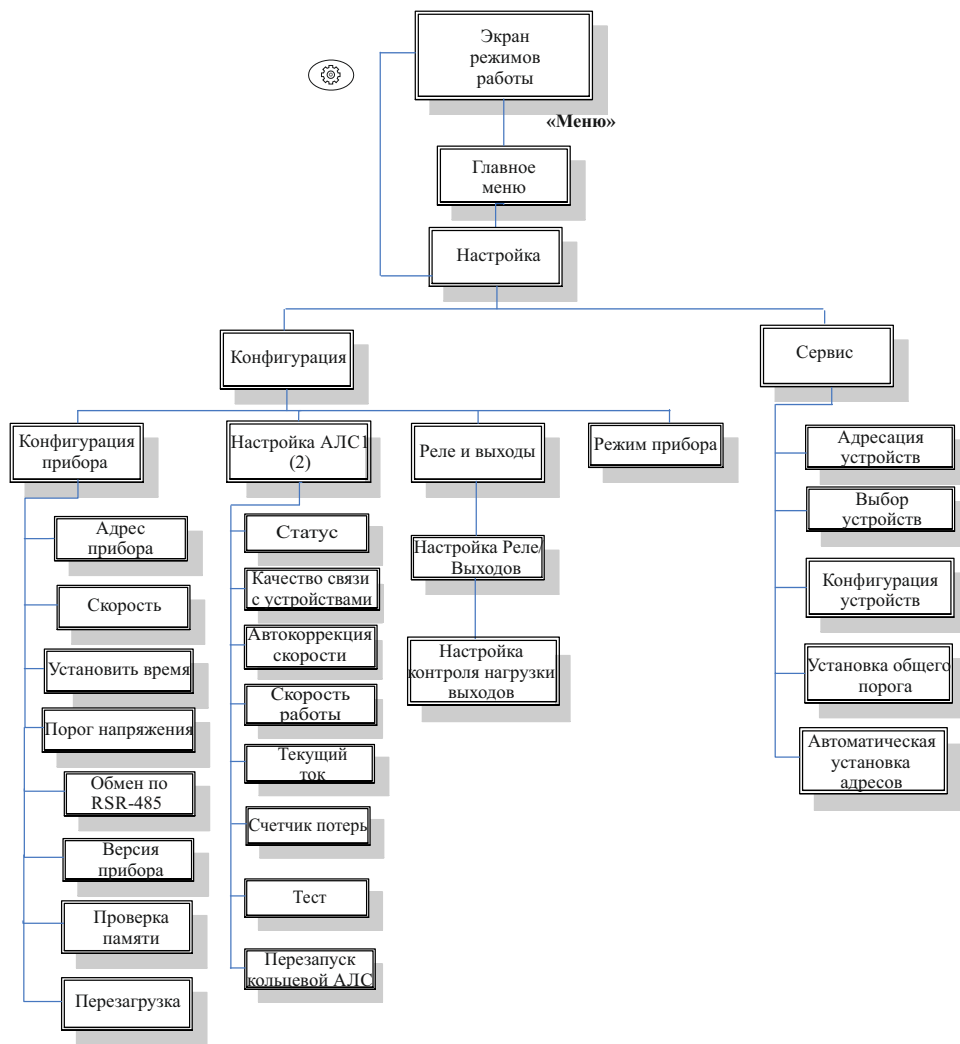 Экран
режимов
работы
«Меню»
Главное
меню
Настройка
Конфигурация
Сервис
Конфигурация
прибора
Настройка АЛС1
(2)
Реле и выходы
Режим прибора
Адрес
прибора
Скорость
Установить время
Порог напряжения
Обмен по
RSR-485
Версия
прибора
Проверка
памяти
Перезагрузка
Статус
Качество связи
с устройствами
Автокоррекция
скорости
Скорость
работы
Текущий
ток
Счетчик потерь
Тест
Перезапуск
кольцевой АЛС
Настройка Реле/
Выходов
Настройка
контроля нагрузки
выходов
Адресация
устройств
Выбор
устройств
Конфигурация
устройств
Установка общего
порога
Автоматическая
установка
адресов